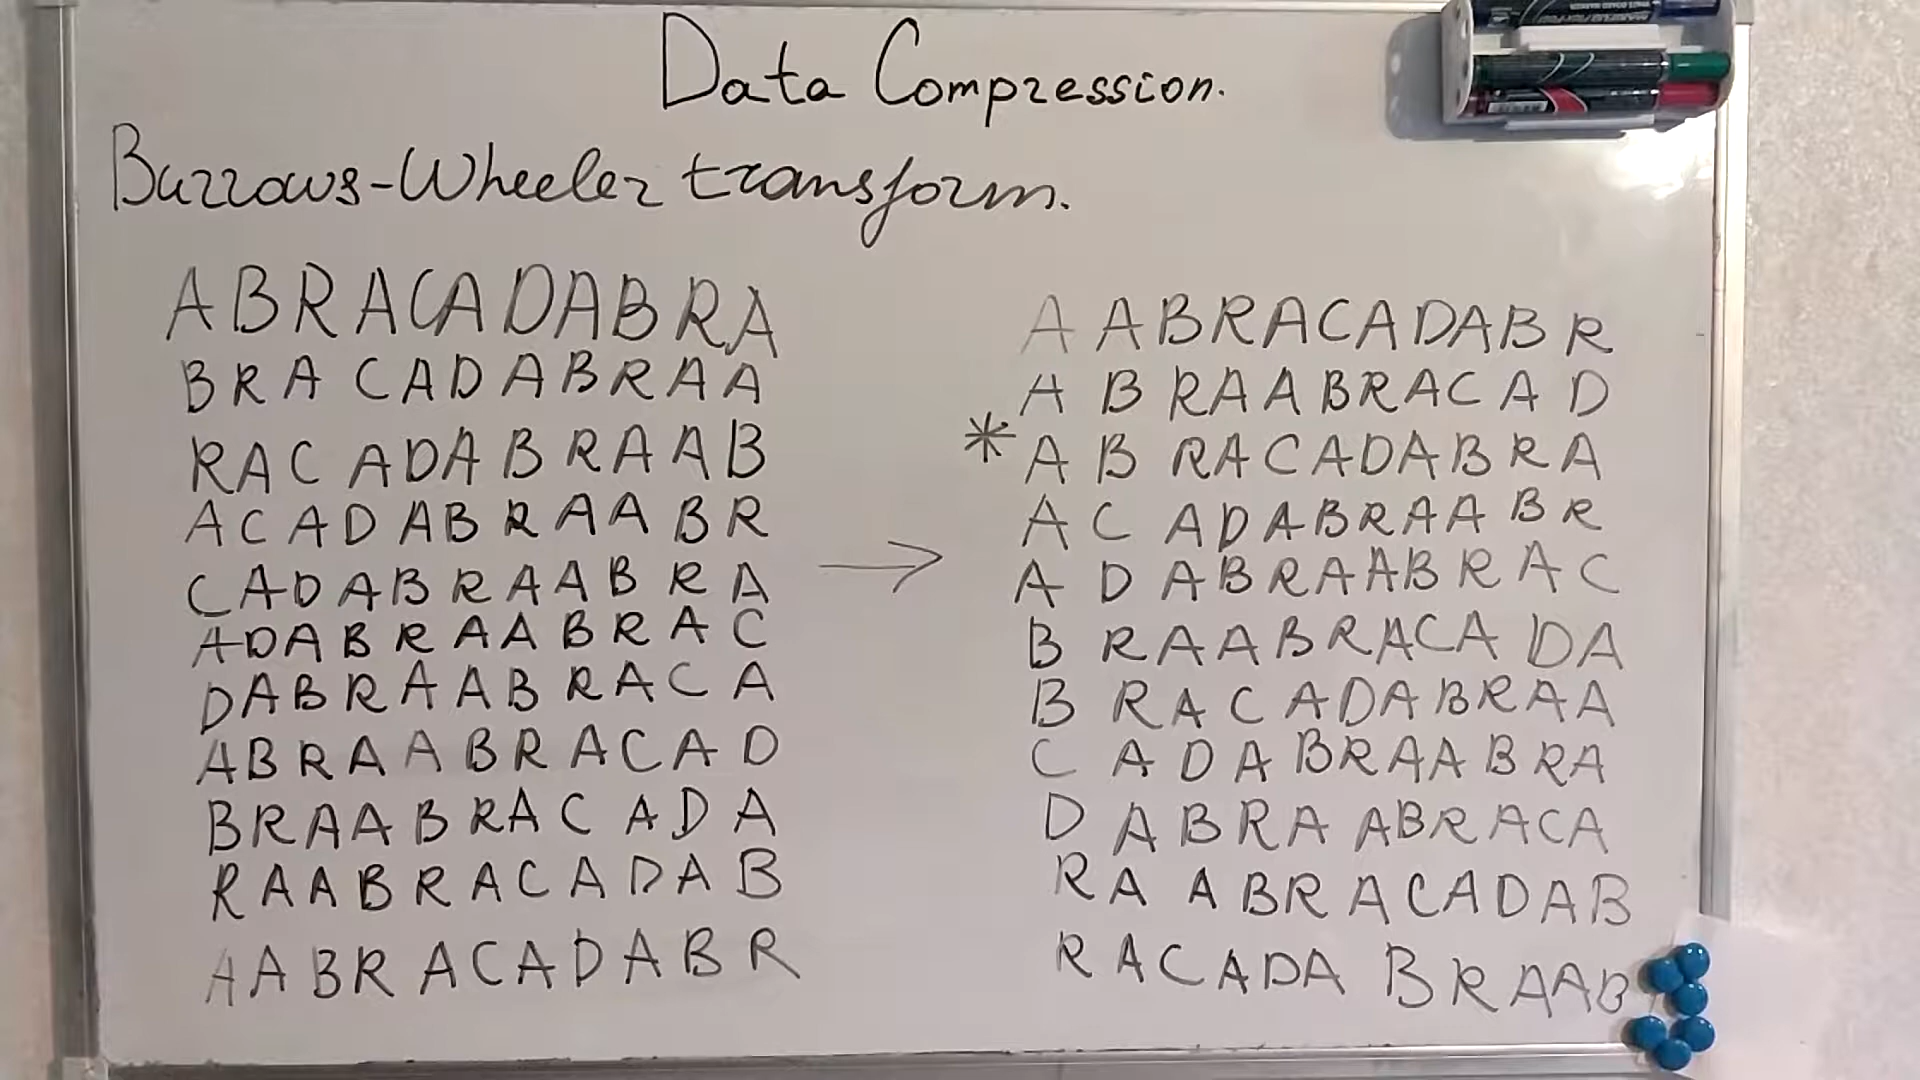 Data Compression.
Burrows-Wheeler transform.
ABRACADABRA
BRACADABRAA
RACADABRAAB
ACADABRAABR
CADABRAABRA
ADABRAABRAC
DABRAABRACA
ABRAABRACAD
BRAABRACADA
RAABRACADAB
AABRACADABR
→
AABRACADABR
ABRAABRACAD
*ABRACADABRA
ACADABRAABR
ADABRAABRAC
BRAABRACADA
BRACADABRAA
CADABRAABRA
DABRAABRACA
RAABRACADAB
RACADABRAAB